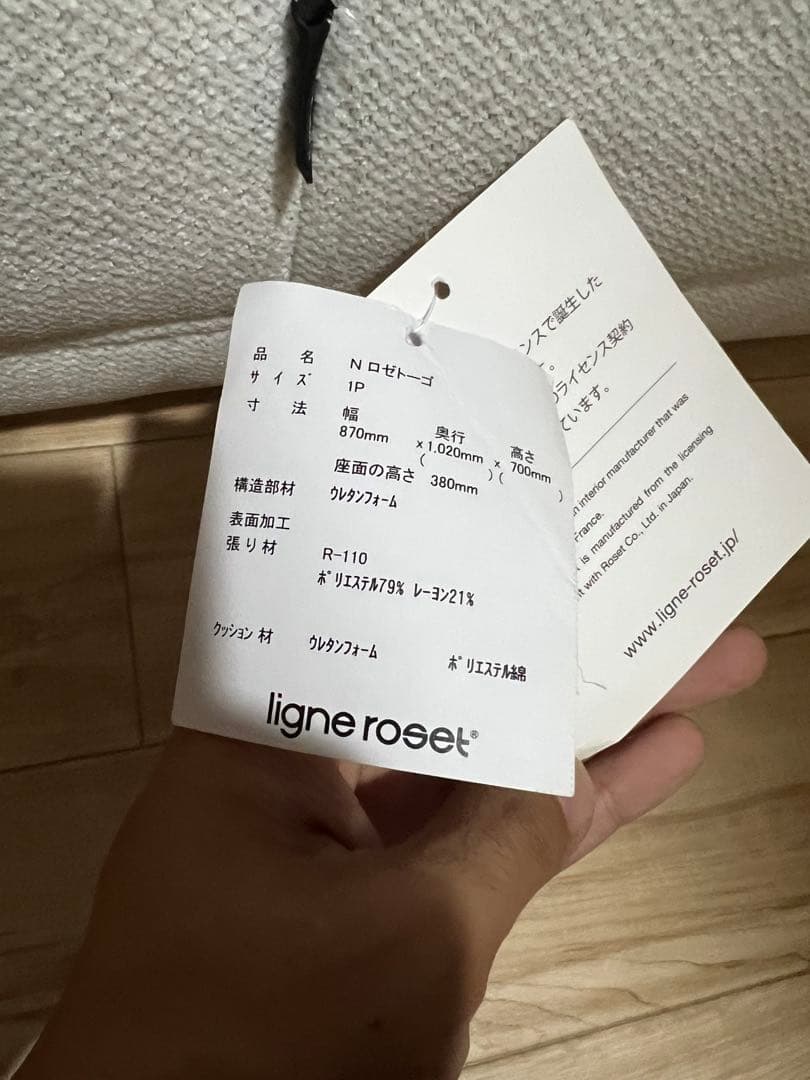 品 名 N ロゼトーゴ
サ イ ズ 1P
寸 法 幅 奥行 高さ
870mm x 1.020mm x 700mm
( ) ( )
座面の高さ 380mm
構造部材 ウレタンフォーム
表面加工
張り材 R-110
ポリエステル79% レーヨン21%
クッション材 ウレタンフォーム ポリエステル綿
ligne roset®
ンスで誕生した
。
ライセンス契約
ています。
interior manufacturer that was
France.
is manufactured from the licensing
with Roset Co., Ltd. in Japan.
www.ligne-roset.jp/